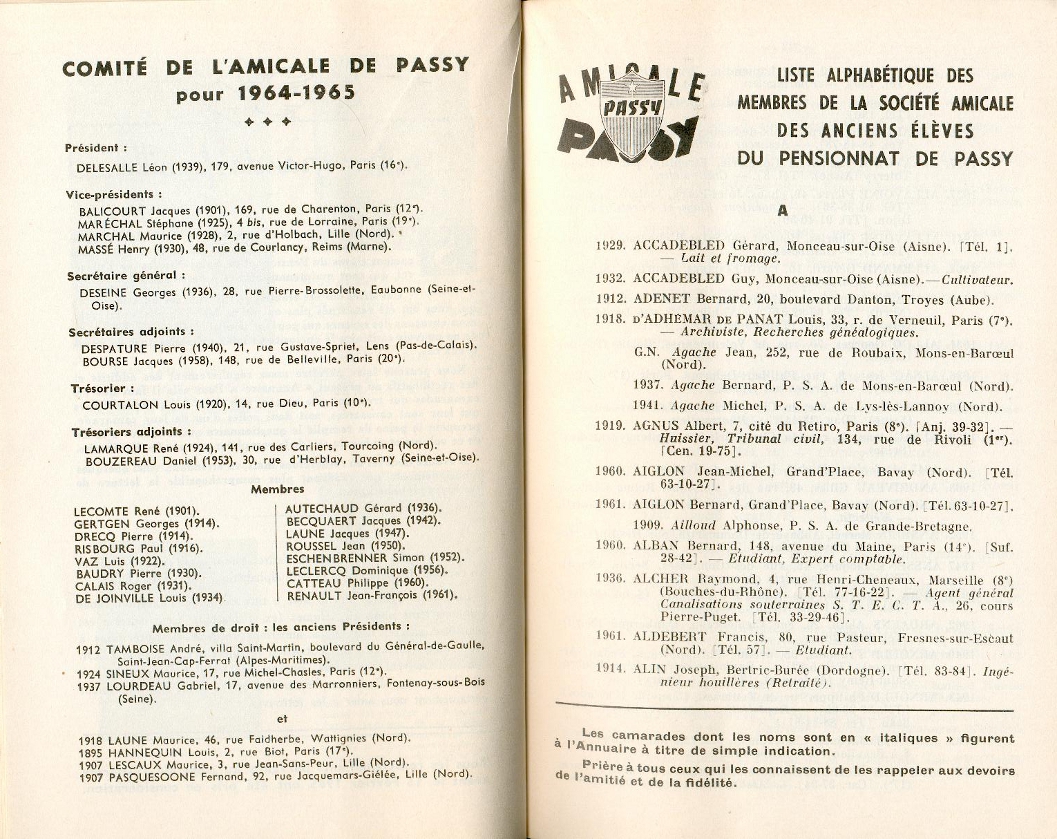 COMITÉ DE L'AMICALE DE PASSY
pour 1964-1965
Président :
DELESALLE Léon (1939), 179, avenue Victor-Hugo, Paris (16e).
Vice-présidents :
BALICOURT Jacques (1901), 169, rue de Charenton, Paris (12e).
MARÉCHAL Stéphane (1925), 4 bis, rue de Lorraine, Paris (19e).
MARCHAL Maurice (1928), 2, rue d'Holbach, Lille (Nord).
MASSÉ Henry (1930), 48, rue de Courlancy, Reims (Marne).
Secrétaire général :
DESEINE Georges (1936), 28, rue Pierre-Brossolette, Eaubonne (Seine-et-
Oise).
Secrétaires adjoints :
DESPATURE Pierre (1940), 21, rue Gustave-Spriet, Lens (Pas-de-Calais).
BOURSE Jacques (1958), 148, rue de Belleville, Paris (20e).
Trésorier :
COURTALON Louis (1920), 14, rue Dieu, Paris (10e).
Trésoriers adjoints :
LAMARQUE René (1924), 141, rue des Carliers, Tourcoing (Nord).
BOUZEREAU Daniel (1953), 30, rue d'Herblay, Taverny (Seine-et-Oise).
Membres
LECOMTE René (1901).
GERTGEN Georges (1914).
DRECQ Pierre (1914).
RISBOURG Paul (1916).
VAZ Luis (1922).
BAUDRY Pierre (1930).
CALAIS Roger (1931).
DE JOINVILLE Louis (1934)
AUTECHAUD Gérard (1936).
BECQUAERT Jacques (1942).
LAUNE Jacques (1947).
ROUSSEL Jean (1950).
ESCHENBRENNER Simon (1952).
LECLERCQ Dominique (1956).
CATTEAU Philippe (1960).
RENAULT Jean-François (1961).
Membres de droit : les anciens Présidents :
1912 TAMBOISE André, villa Saint-Martin, boulevard du Général-de-Gaulle,
Saint-Jean-Cap-Ferrat (Alpes-Maritimes).
1924 SINEUX Maurice, 17, rue Michel-Chasles, Paris (12e).
1937 LOURDEAU Gabriel, 17, avenue des Marronniers, Fontenay-sous-Bois
(Seine).
et
1918 LAUNE Maurice, 46, rue Faidherbe, Wattignies (Nord).
1895 HANNEQUIN Louis, 2, rue Biot, Paris (17e).
1907 LESCAUX Maurice, 3, rue Jean-Sans-Peur, Lille (Nord).
1907 PASQUESOONE Fernand, 92, rue Jacquemars-Giélée, Lille (Nord).
AMICALE
PASSY
PASSY
LISTE ALPHABÉTIQUE DES
MEMBRES DE LA SOCIÉTÉ AMICALE
DES ANCIENS ÉLÈVES
DU PENSIONNAT DE PASSY
A
1929. ACCADEBLED Gérard, Monceau-sur-Oise (Aisne). [Tél. 1].
— Lait et fromage.
1932. ACCADEBLED Guy, Monceau-sur-Oise (Aisne). — Cultivateur.
1912. ADENET Bernard, 20, boulevard Danton, Troyes (Aube).
1918. D'ADHÉMAR DE PANAT Louis, 33, r. de Verneuil, Paris (7e).
— Archiviste, Recherches généalogiques.
G.N. Agache Jean, 252, rue de Roubaix, Mons-en-Barœul
(Nord).
1937. Agache Bernard, P. S. A. de Mons-en-Barœul (Nord).
1941. Agache Michel, P. S. A. de Lys-lès-Lannoy (Nord).
1919. AGNUS Albert, 7, cité du Retiro, Paris (8e). [Anj. 39-32]. —
Huissier, Tribunal civil, 134, rue de Rivoli (1er).
[Cen. 19-75].
1960. AIGLON Jean-Michel, Grand'Place, Bavay (Nord). [Tél.
63-10-27].
1961. AIGLON Bernard, Grand'Place, Bavay (Nord). [Tél. 63-10-27].
1909. Ailloud Alphonse, P. S. A. de Grande-Bretagne.
1960. ALBAN Bernard, 148, avenue du Maine, Paris (14e). [Suf.
28-42]. — Etudiant, Expert comptable.
1936. ALCHER Raymond, 4, rue Henri-Cheneaux, Marseille (8e)
(Bouches-du-Rhône). [Tél. 77-16-22]. — Agent général
Canalisations souterraines S. T. E. C. T. A., 26, cours
Pierre-Puget. [Tél. 33-29-46].
1961. ALDEBERT Francis, 80, rue Pasteur, Fresnes-sur-Escaut
(Nord). [Tél. 57]. — Etudiant.
1914. ALIN Joseph, Bertric-Burée (Dordogne). [Tél. 83-84]. Ingé-
nieur houillères (Retraité).
Les camarades dont les noms sont en « italiques » figurent
à l'Annuaire à titre de simple indication.
Prière à tous ceux qui les connaissent de les rappeler aux devoirs
de l'amitié et de la fidélité.